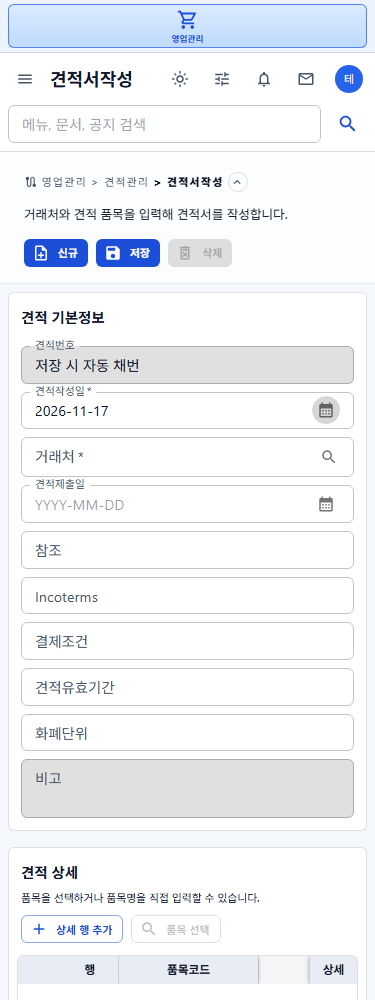 영업관리
견적서작성
테
메뉴, 문서, 공지 검색
영업관리 > 견적관리 > 견적서작성
거래처와 견적 품목을 입력해 견적서를 작성합니다.
신규 저장 삭제
견적 기본정보
견적번호
저장 시 자동 채번
견적작성일 *
2026-11-17
거래처 *
견적제출일
YYYY-MM-DD
참조
Incoterms
결제조건
견적유효기간
화폐단위
비고
견적 상세
품목을 선택하거나 품목명을 직접 입력할 수 있습니다.
상세 행 추가 품목 선택
행 품목코드 상세